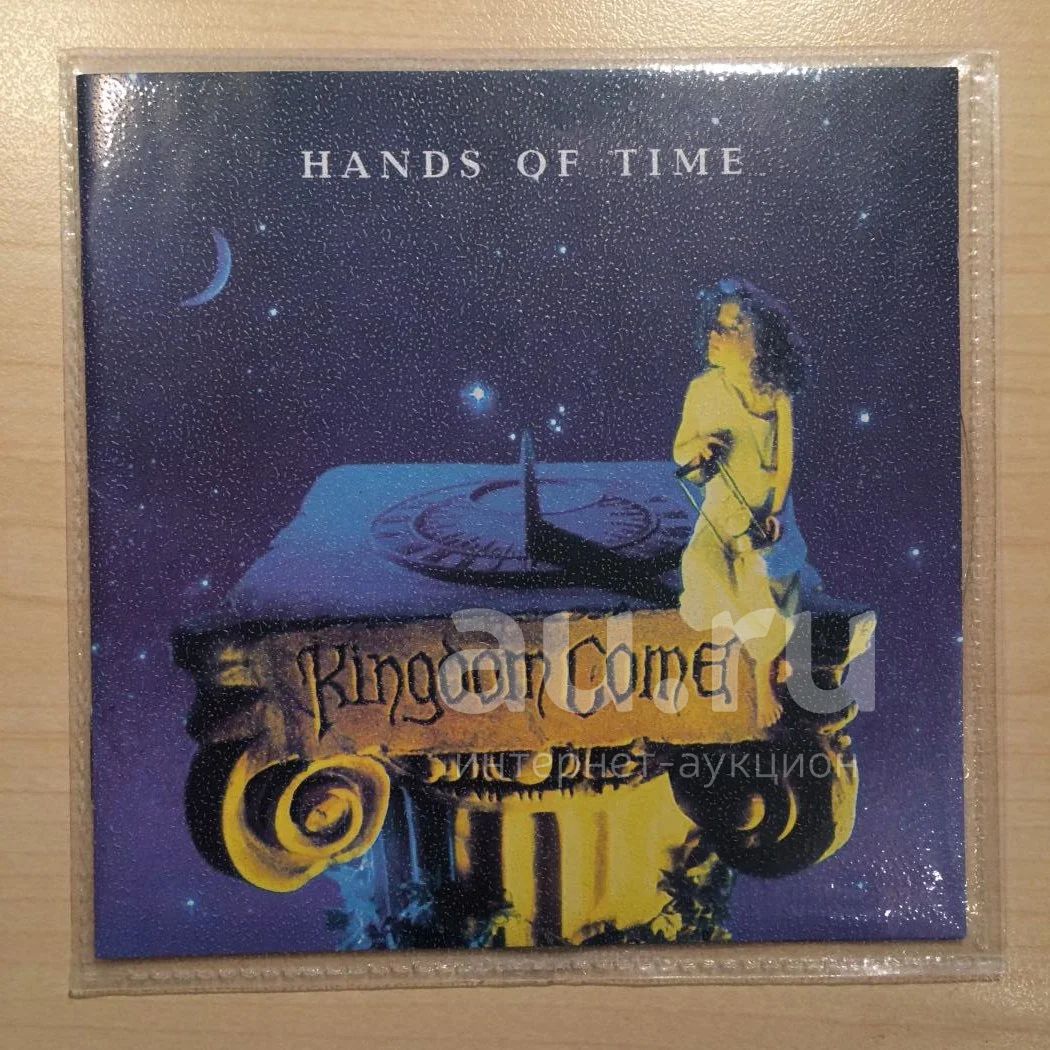 HANDS OF TIME
Kingdom Come
au.ru
интернет-аукцион